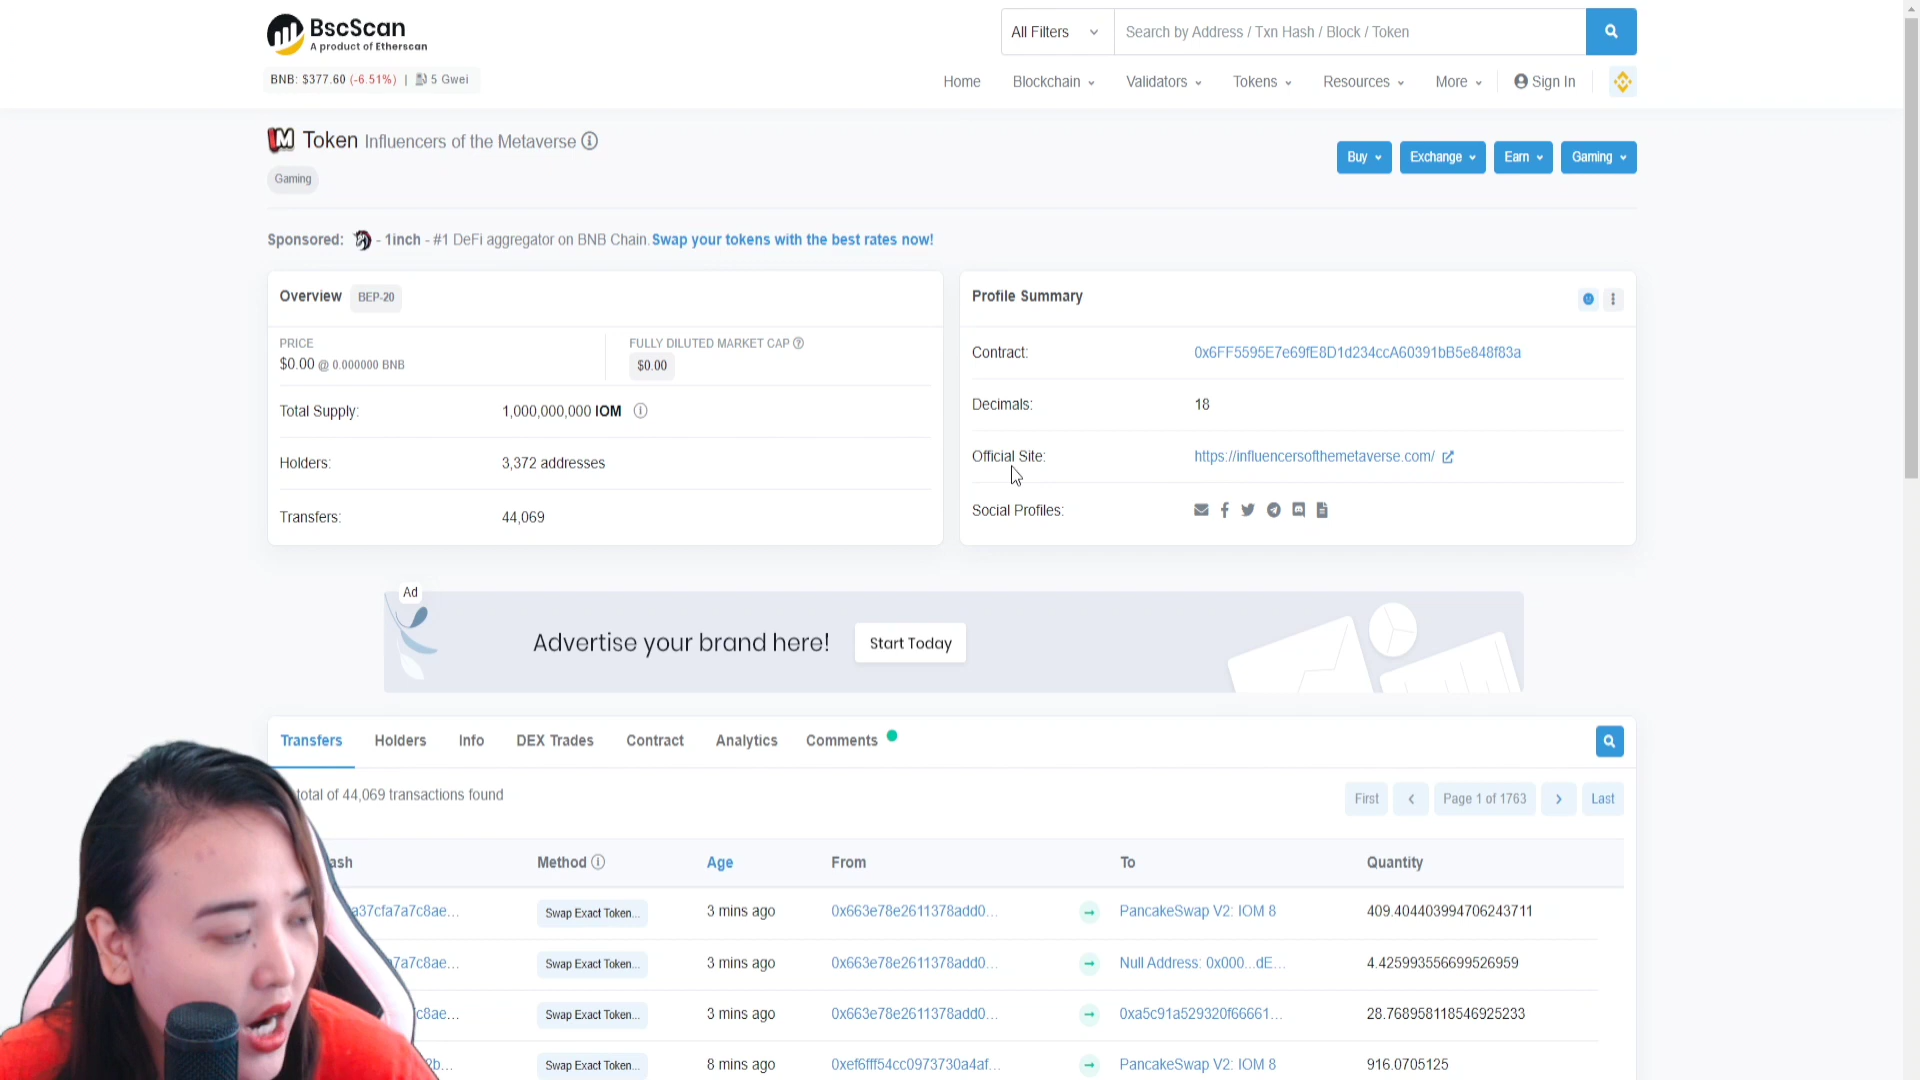 BscScan
A product of Etherscan
All Filters
Search by Address / Txn Hash / Block / Token
BNB: $377.60 (-6.51%) | 5 Gwei
Home Blockchain Validators Tokens Resources More Sign In
Token Influencers of the Metaverse
Gaming
Buy Exchange Earn Gaming
Sponsored: - 1inch - #1 DeFi aggregator on BNB Chain. Swap your tokens with the best rates now!
Overview BEP-20
PRICE
$0.00 @ 0.000000 BNB
FULLY DILUTED MARKET CAP
$0.00
Total Supply: 1,000,000,000 IOM
Holders: 3,372 addresses
Transfers: 44,069
Profile Summary
Contract: 0x6FF5595E7e69fE8D1d234ccA60391bB5e848f83a
Decimals: 18
Official Site: https://influencersofthemetaverse.com/
Social Profiles:
Ad
Advertise your brand here! Start Today
Transfers Holders Info DEX Trades Contract Analytics Comments
total of 44,069 transactions found
First Page 1 of 1763 Last
ash Method Age From To Quantity
a37cfa7a7c8ae... Swap Exact Token... 3 mins ago 0x663e78e2611378add0... PancakeSwap V2: IOM 8 409.404403994706243711
7a7c8ae... Swap Exact Token... 3 mins ago 0x663e78e2611378add0... Null Address: 0x000...dE... 4.425993556699526959
c8ae... Swap Exact Token... 3 mins ago 0x663e78e2611378add0... 0xa5c91a529320f66661... 28.768958118546925233
2b... Swap Exact Token... 8 mins ago 0xef6fff54cc0973730a4af... PancakeSwap V2: IOM 8 916.0705125